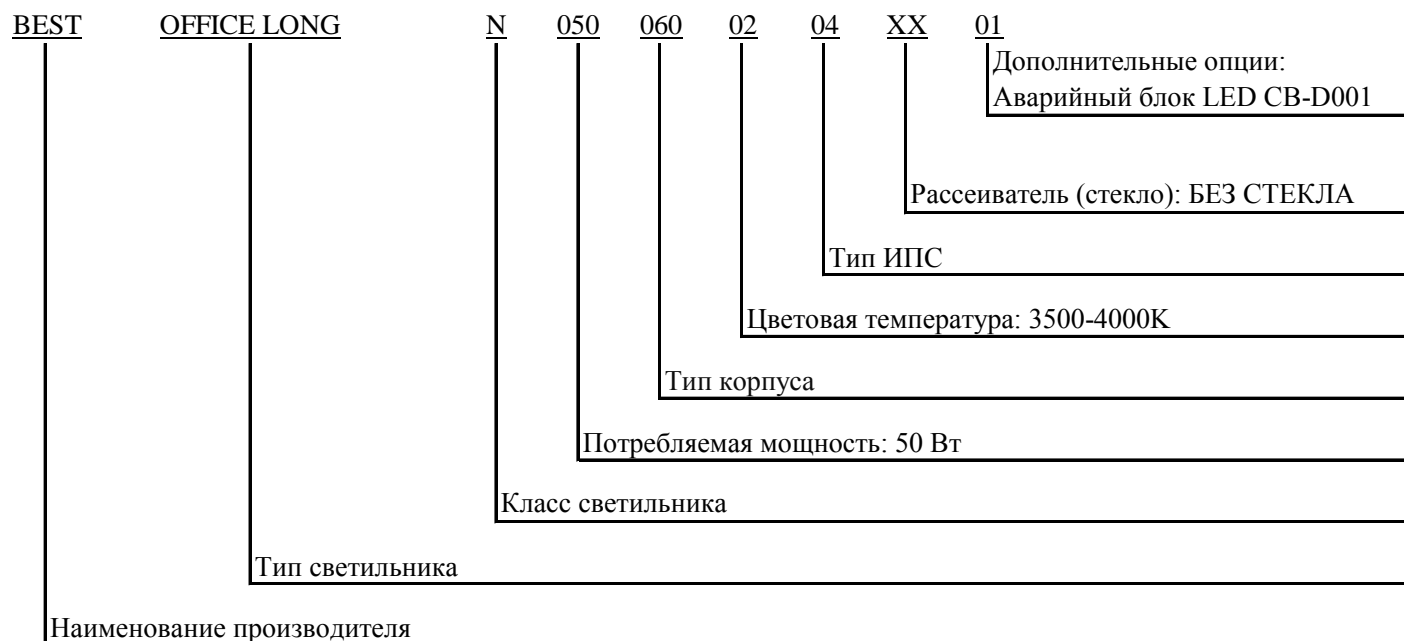 BEST OFFICE LONG N 050 060 02 04 XX 01
Дополнительные опции:
Аварийный блок LED CB-D001
Рассеиватель (стекло): БЕЗ СТЕКЛА
Тип ИПС
Цветовая температура: 3500-4000K
Тип корпуса
Потребляемая мощность: 50 Вт
Класс светильника
Тип светильника
Наименование производителя